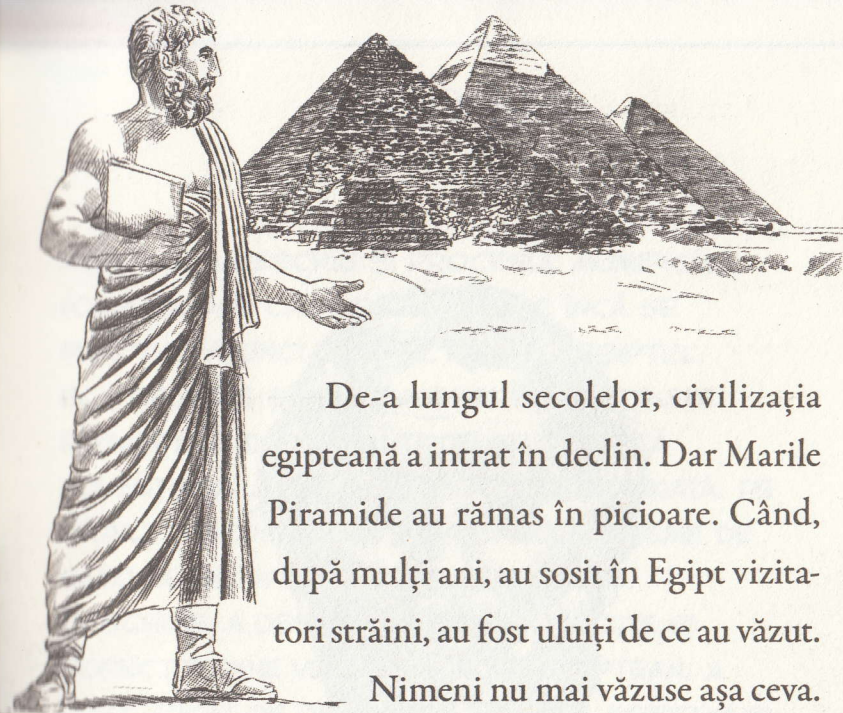 De-a lungul secolelor, civilizația
egipteană a intrat în declin. Dar Marile
Piramide au rămas în picioare. Când,
după mulți ani, au sosit în Egipt vizita-
tori străini, au fost uluiți de ce au văzut.
Nimeni nu mai văzuse așa ceva.